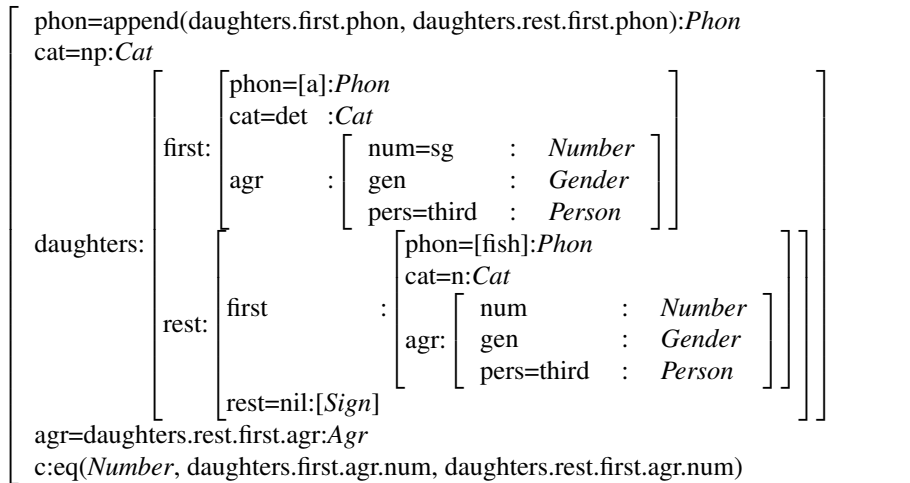 phon=append(daughters.first.phon, daughters.rest.first.phon):Phon
cat=np:Cat
phon=[a]:Phon
cat=det :Cat
first:
agr : num=sg : Number
gen : Gender
pers=third : Person
daughters:
phon=[fish]:Phon
cat=n:Cat
rest: first :
agr: num : Number
gen : Gender
pers=third : Person
rest=nil:[Sign]
agr=daughters.rest.first.agr:Agr
c:eq(Number, daughters.first.agr.num, daughters.rest.first.agr.num)